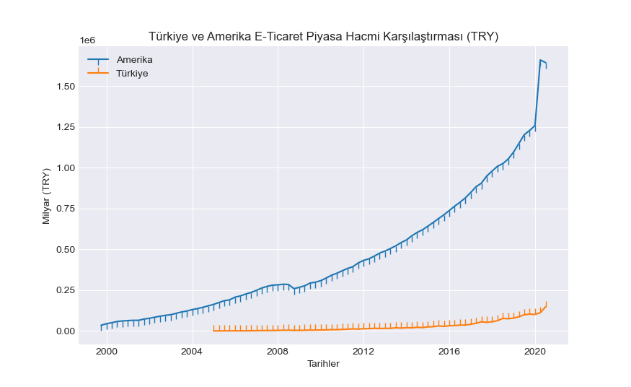 Türkiye ve Amerika E-Ticaret Piyasa Hacmi Karşılaştırması (TRY)
1e6
Amerika
Türkiye
1.50
1.25
1.00
0.75
0.50
0.25
0.00
Milyar (TRY)
2000 2004 2008 2012 2016 2020
Tarihler